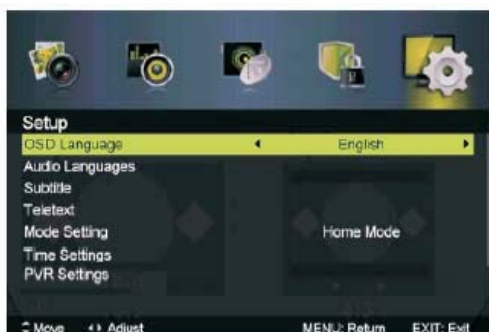 Setup
OSD Language English
Audio Languages
Subtitle
Teletext
Mode Setting Home Mode
Time Settings
PVR Settings
Move Adjust MENU: Return EXIT: Exit